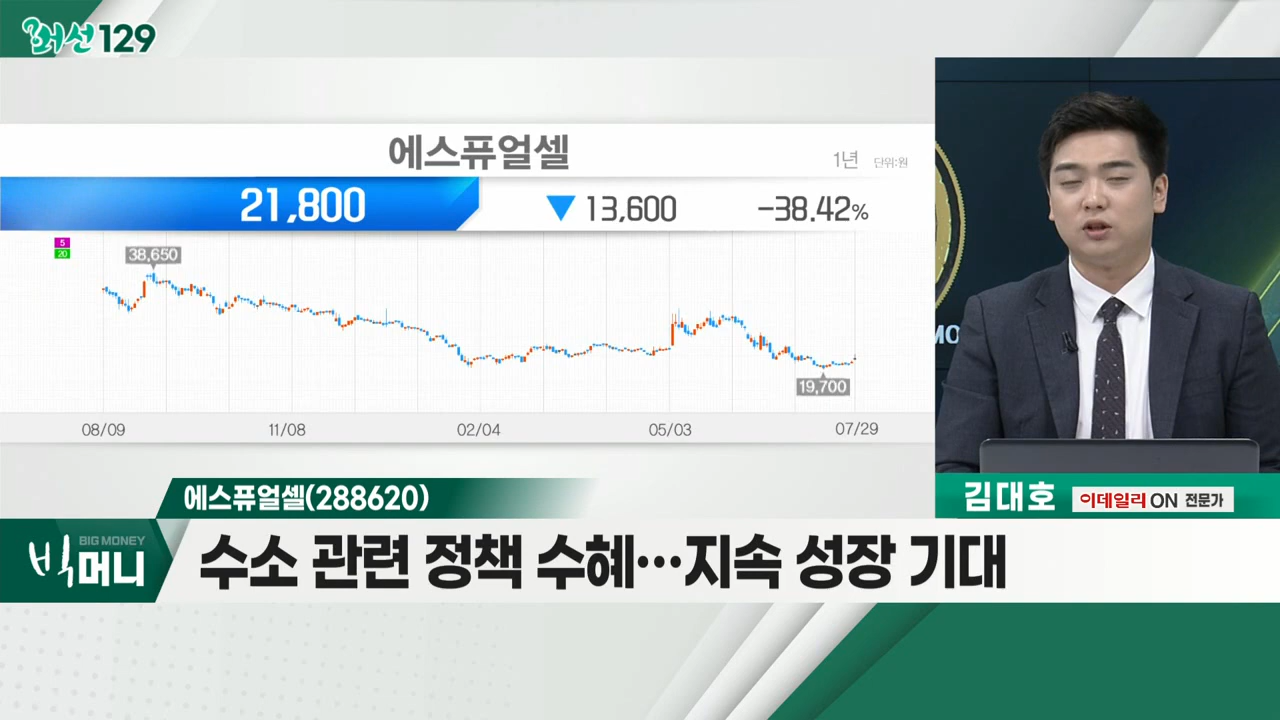 최선129
에스퓨얼셀
1년 단위:원
21,800 ▼ 13,600 -38.42%
5
20
38,650
19,700
08/09 11/08 02/04 05/03 07/29
MO
에스퓨얼셀(288620)
김대호 이데일리ON 전문가
BIG MONEY
빅머니
수소 관련 정책 수혜…지속 성장 기대